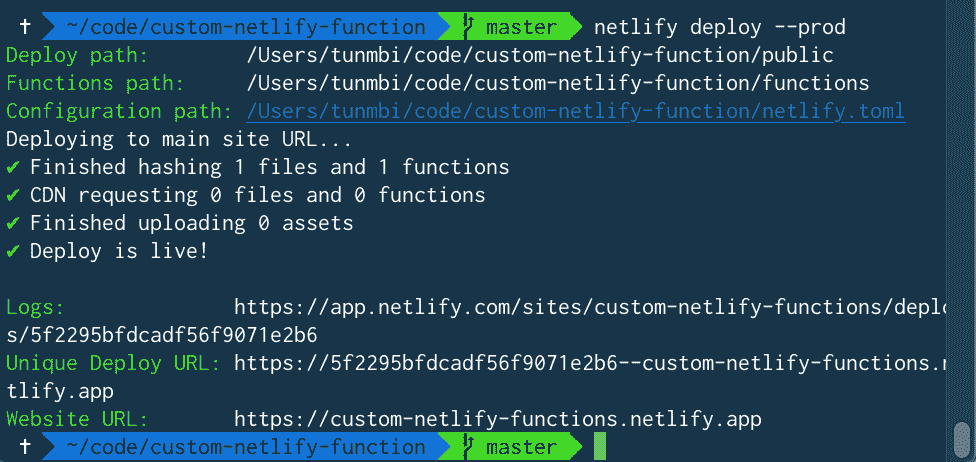 † ~/code/custom-netlify-function master netlify deploy --prod
Deploy path: /Users/tunmbi/code/custom-netlify-function/public
Functions path: /Users/tunmbi/code/custom-netlify-function/functions
Configuration path: /Users/tunmbi/code/custom-netlify-function/netlify.toml
Deploying to main site URL...
✔ Finished hashing 1 files and 1 functions
✔ CDN requesting 0 files and 0 functions
✔ Finished uploading 0 assets
✔ Deploy is live!
Logs: https://app.netlify.com/sites/custom-netlify-functions/deplo
s/5f2295bfdcadf56f9071e2b6
Unique Deploy URL: https://5f2295bfdcadf56f9071e2b6--custom-netlify-functions.n
tlify.app
Website URL: https://custom-netlify-functions.netlify.app
† ~/code/custom-netlify-function master